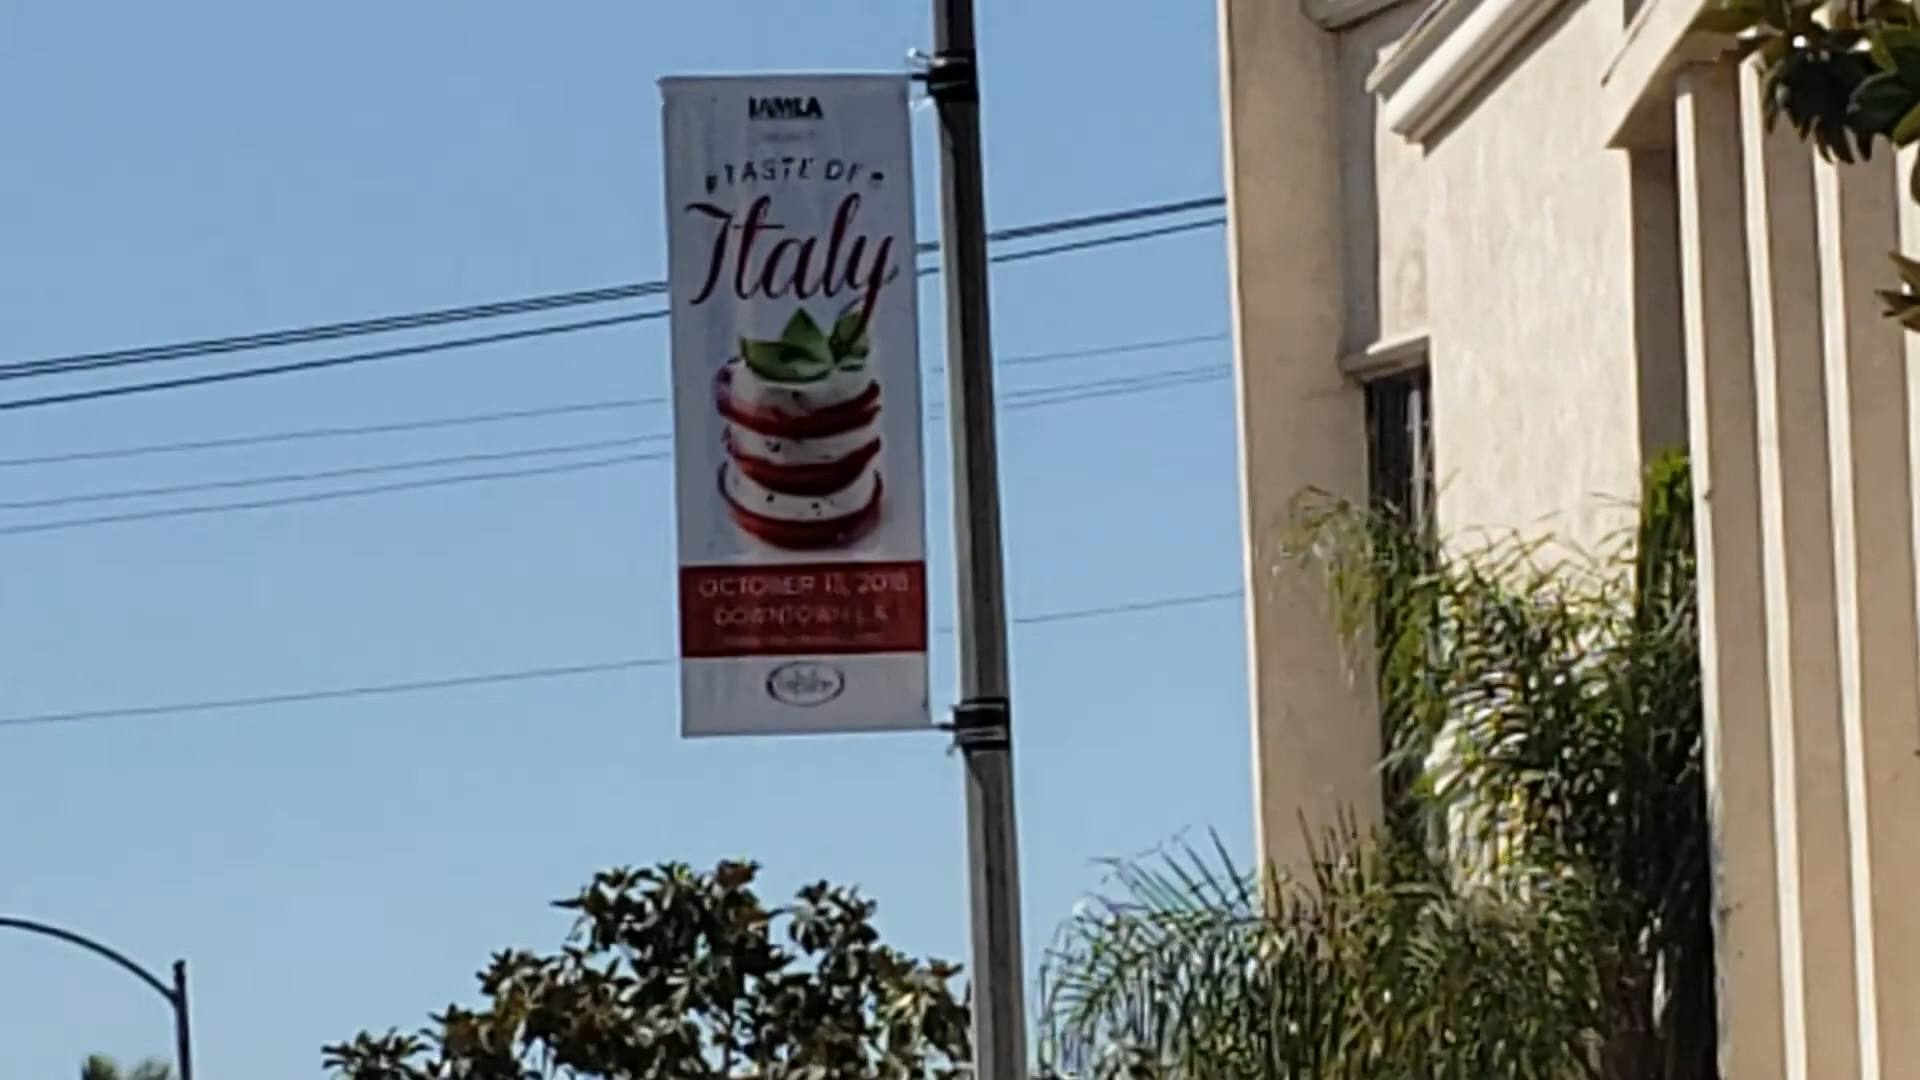 IAMLA
TASTE OF
Italy
OCTOBER 13, 2018
DOWNTOWN L.A.